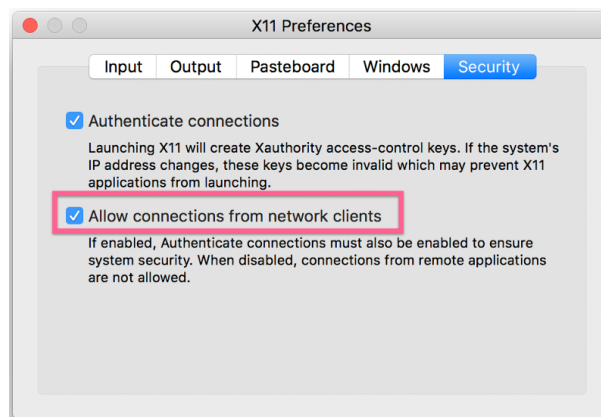 X11 Preferences
Input Output Pasteboard Windows Security
Authenticate connections
Launching X11 will create Xauthority access-control keys. If the system's
IP address changes, these keys become invalid which may prevent X11
applications from launching.
Allow connections from network clients
If enabled, Authenticate connections must also be enabled to ensure
system security. When disabled, connections from remote applications
are not allowed.